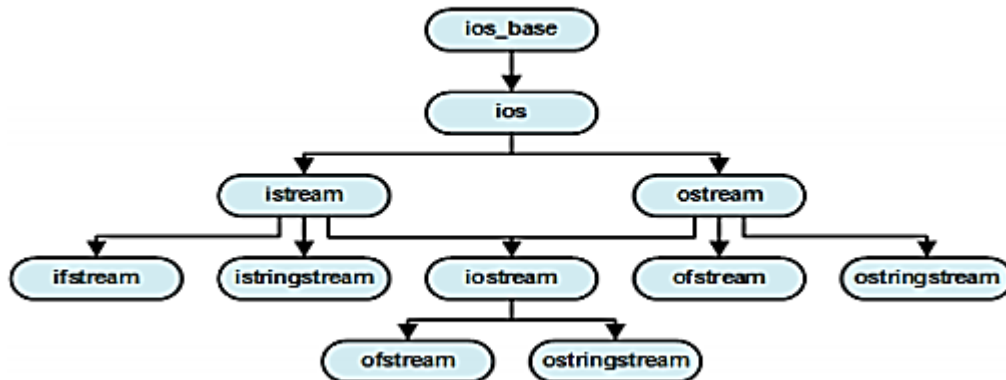 ios_base
ios
istream ostream
ifstream istringstream iostream ofstream ostringstream
ofstream ostringstream